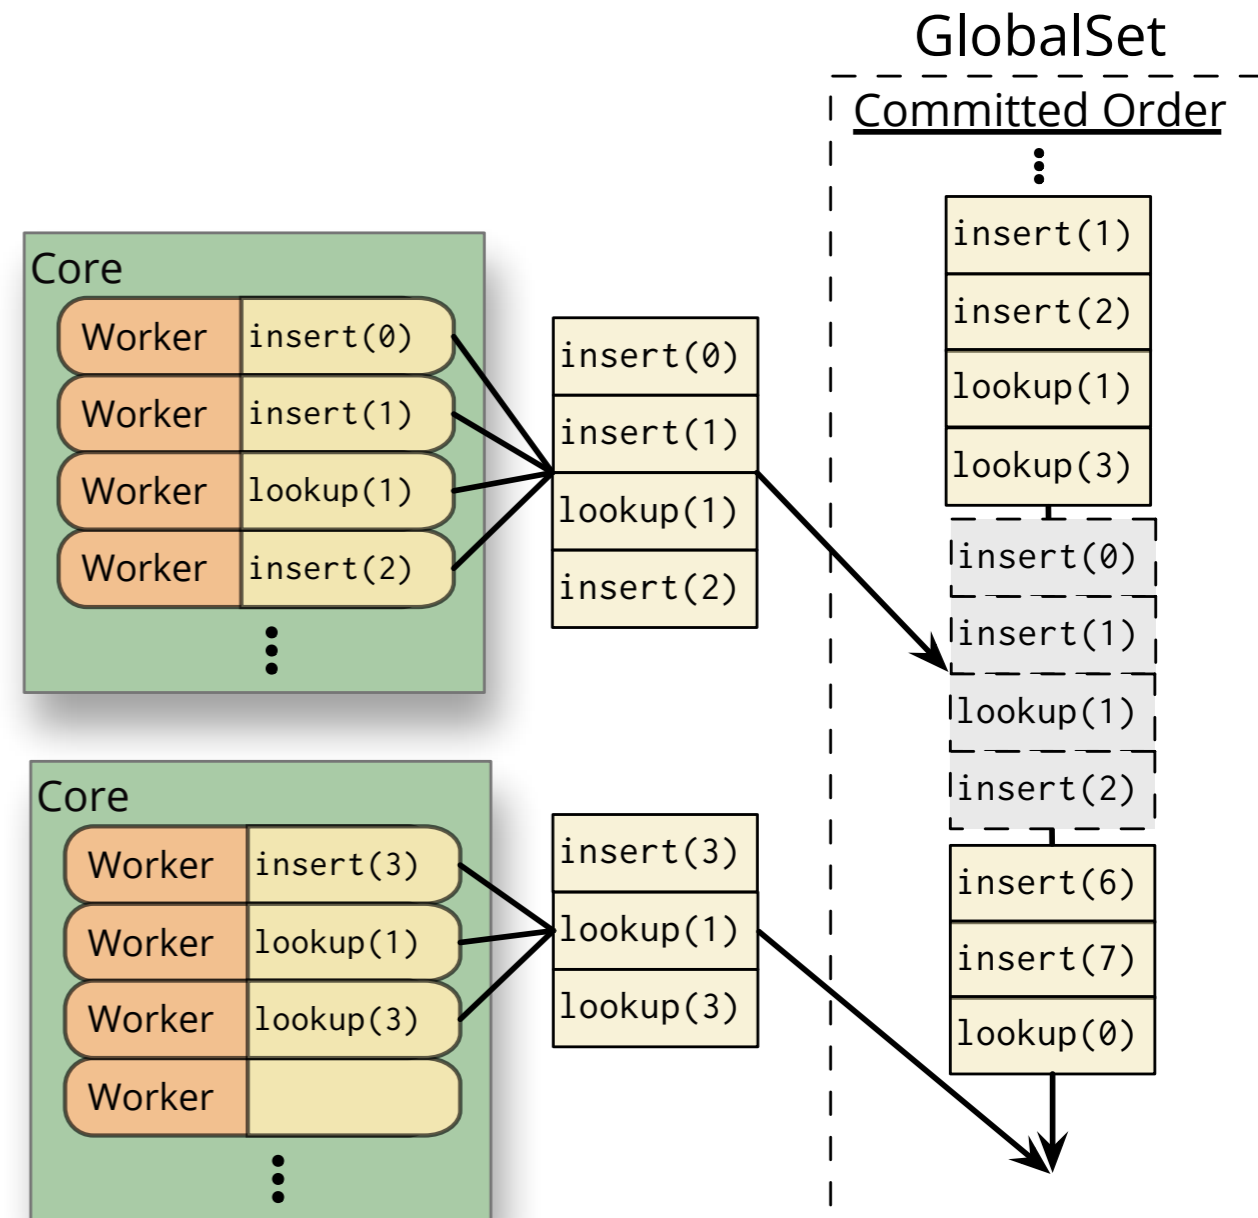 GlobalSet
Committed Order
insert(1)
insert(2)
lookup(1)
lookup(3)
insert(0)
insert(1)
lookup(1)
insert(2)
insert(6)
insert(7)
lookup(0)
Core
Worker insert(0)
Worker insert(1)
Worker lookup(1)
Worker insert(2)
insert(0)
insert(1)
lookup(1)
insert(2)
Core
Worker insert(3)
Worker lookup(1)
Worker lookup(3)
Worker
insert(3)
lookup(1)
lookup(3)